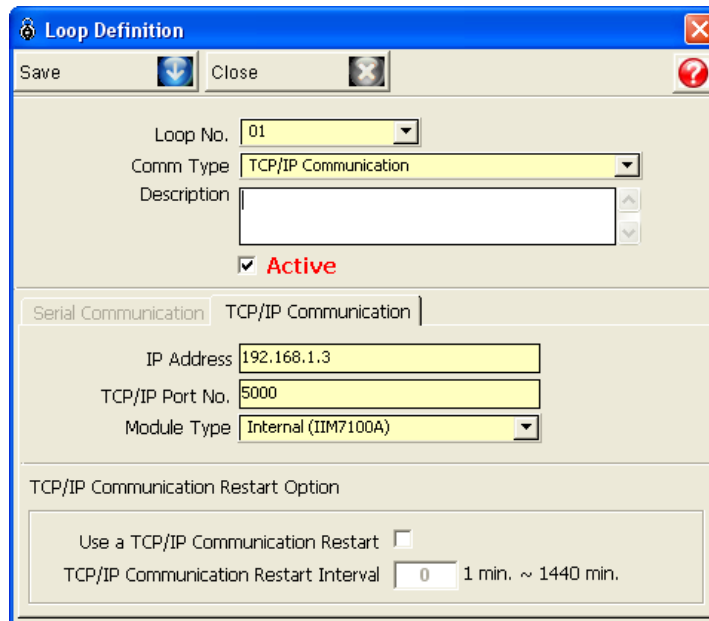 Loop Definition
Save Close
Loop No. 01
Comm Type TCP/IP Communication
Description
Active
Serial Communication TCP/IP Communication
IP Address 192.168.1.3
TCP/IP Port No. 5000
Module Type Internal (IIM7100A)
TCP/IP Communication Restart Option
Use a TCP/IP Communication Restart
TCP/IP Communication Restart Interval 0 1 min. ~ 1440 min.